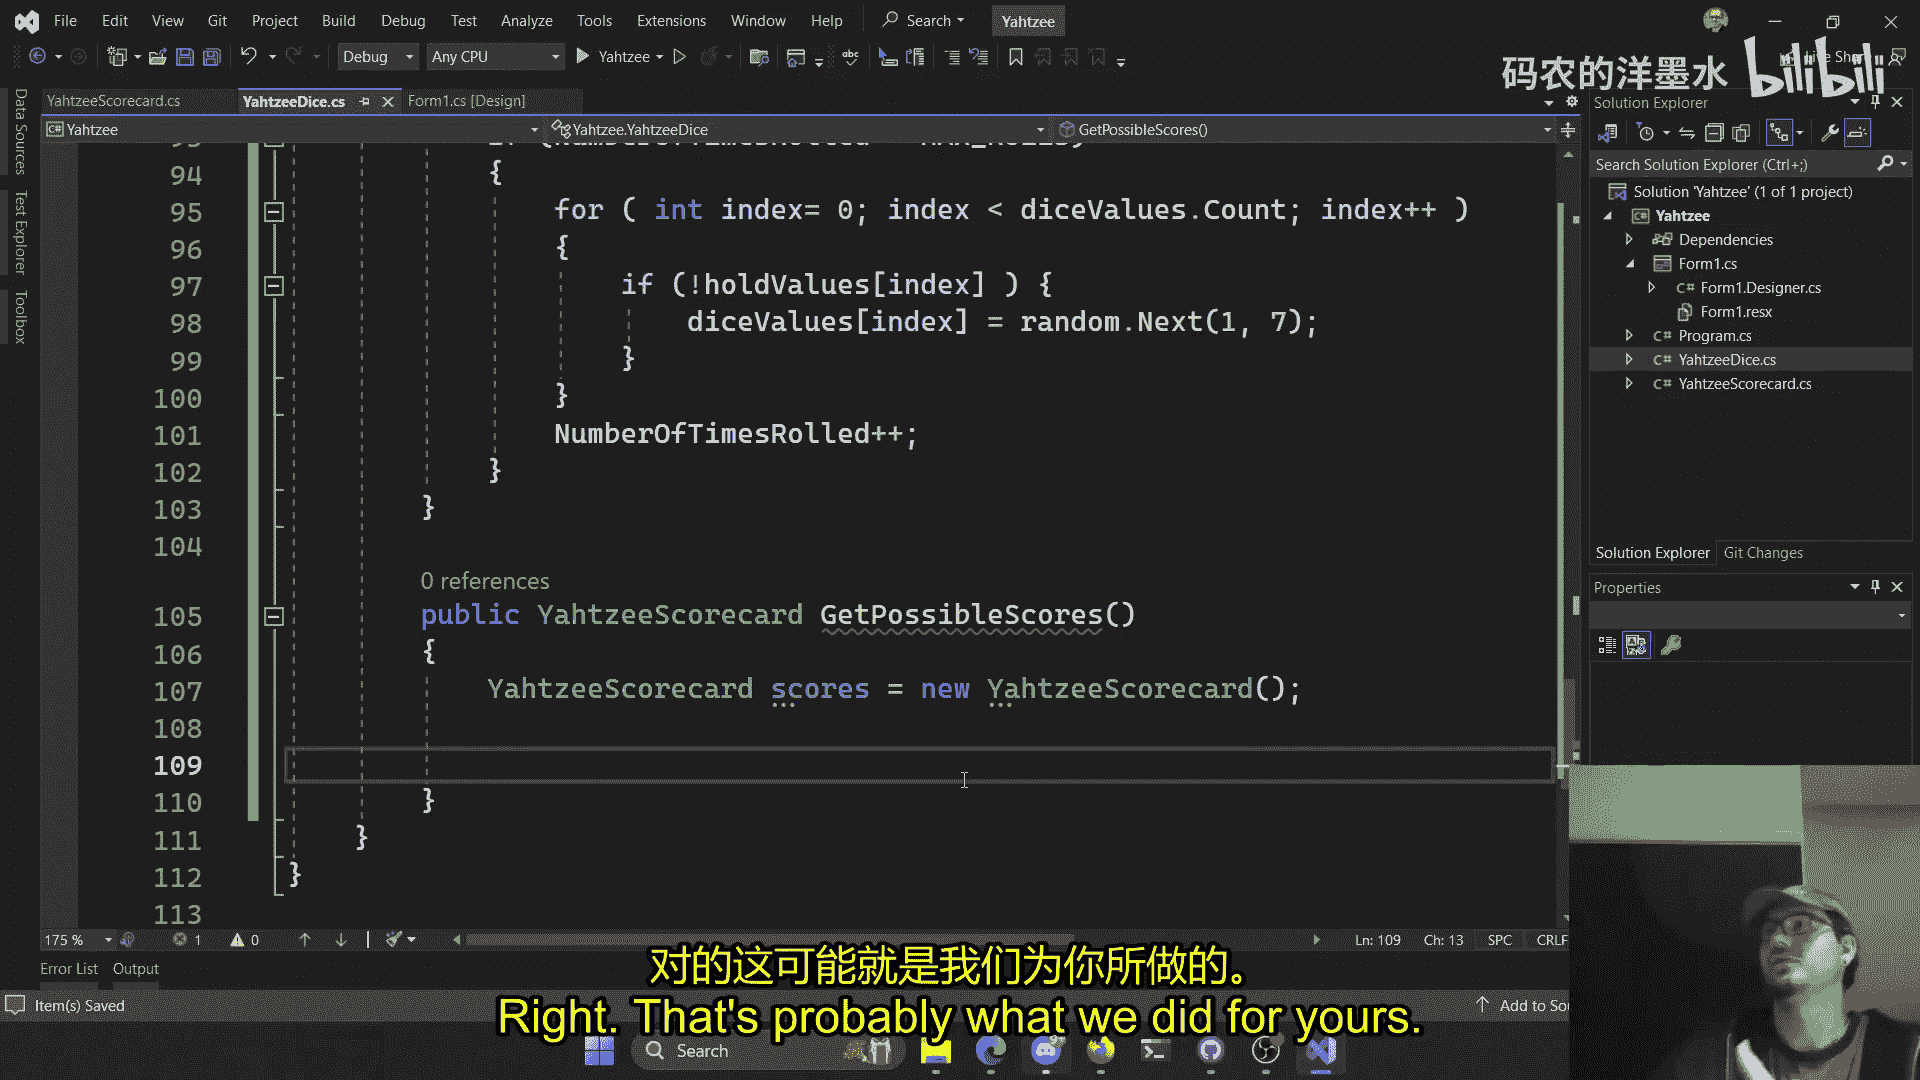 File Edit View Git Project Build Debug Test Analyze Tools Extensions Window Help Search Yahtzee
Debug Any CPU Yahtzee Live Share
码农的洋墨水 bilibili
YahtzeeScorecard.cs YahtzeeDice.cs Form1.cs [Design]
Yahtzee Yahtzee.YahtzeeDice GetPossibleScores()
Data Sources
Test Explorer
Toolbox
94 {
95 for ( int index= 0; index < diceValues.Count; index++ )
96 {
97 if (!holdValues[index] ) {
98 diceValues[index] = random.Next(1, 7);
99 }
100 }
101 NumberOfTimesRolled++;
102 }
103 }
104
0 references
105 public YahtzeeScorecard GetPossibleScores()
106 {
107 YahtzeeScorecard scores = new YahtzeeScorecard();
108
109
110 }
111 }
112 }
113
175 % 1 0 Ln: 109 Ch: 13 SPC CRLF
Error List Output
Item(s) Saved Add to Sou
Solution Explorer
Search Solution Explorer (Ctrl+;)
Solution 'Yahtzee' (1 of 1 project)
Yahtzee
Dependencies
Form1.cs
Form1.Designer.cs
Form1.resx
Program.cs
YahtzeeDice.cs
YahtzeeScorecard.cs
Solution Explorer Git Changes
Properties
对的这可能就是我们为你所做的。
Right. That's probably what we did for yours.
Search